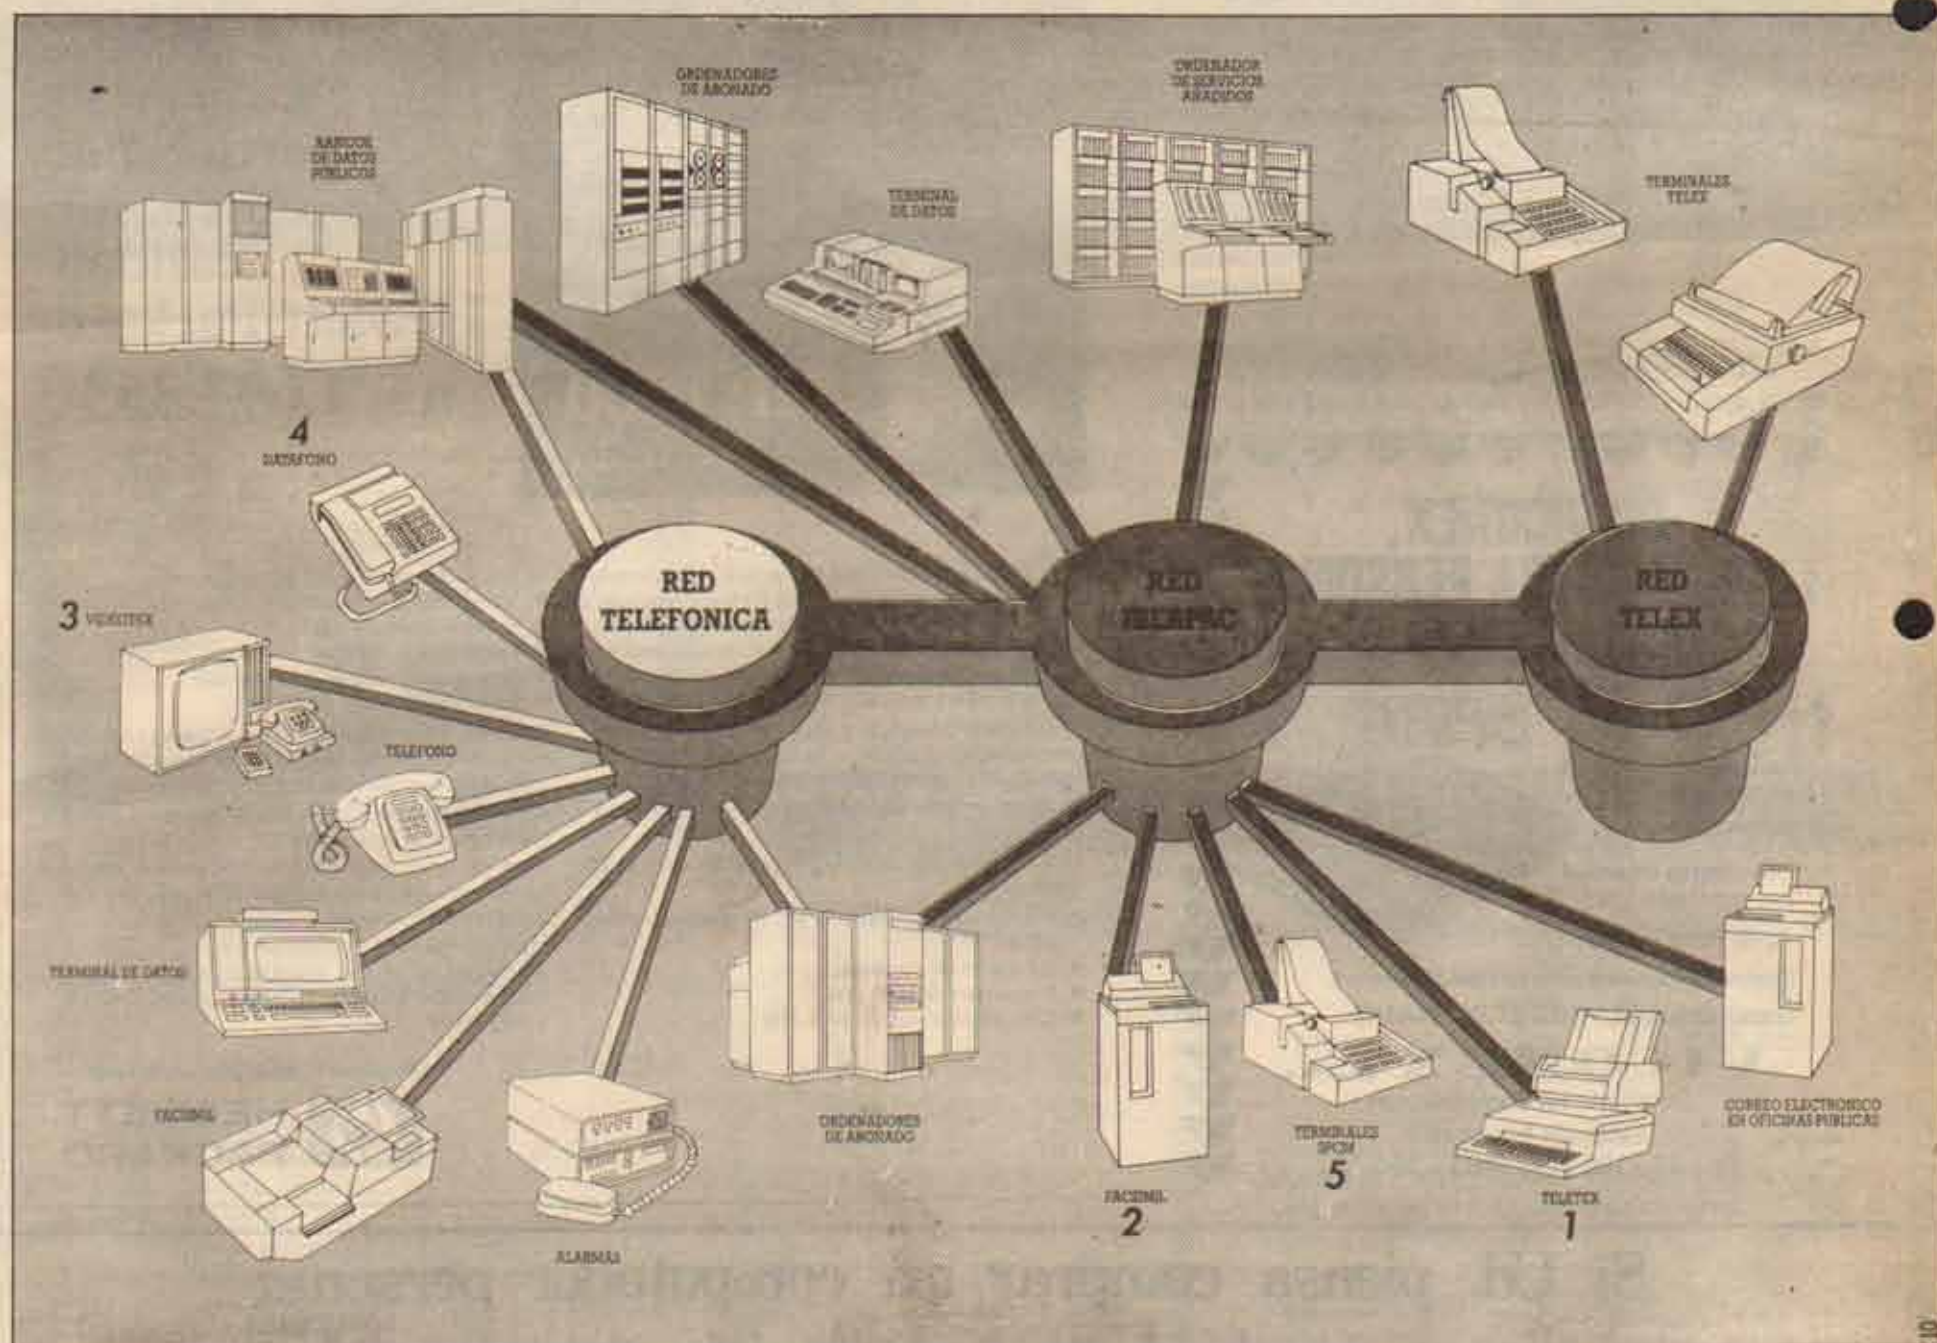 ORDENADORES
DE ABONADO
ORDENADOR
DE SERVICIOS
AÑADIDOS
BANCOS
DE DATOS
PUBLICOS
TERMINAL
DE DATOS
TERMINALES
TELEX
4
DATAFONO
RED
TELEFONICA
RED
IBERPAC
RED
TELEX
3 VIDEOTEX
TELEFONO
TERMINAL DE DATOS
FACSIMIL
ALARMAS
ORDENADORES
DE ABONADO
FACSIMIL
2
TERMINALES
5
TELETEX
1
CORREO ELECTRONICO
EN OFICINAS PUBLICAS